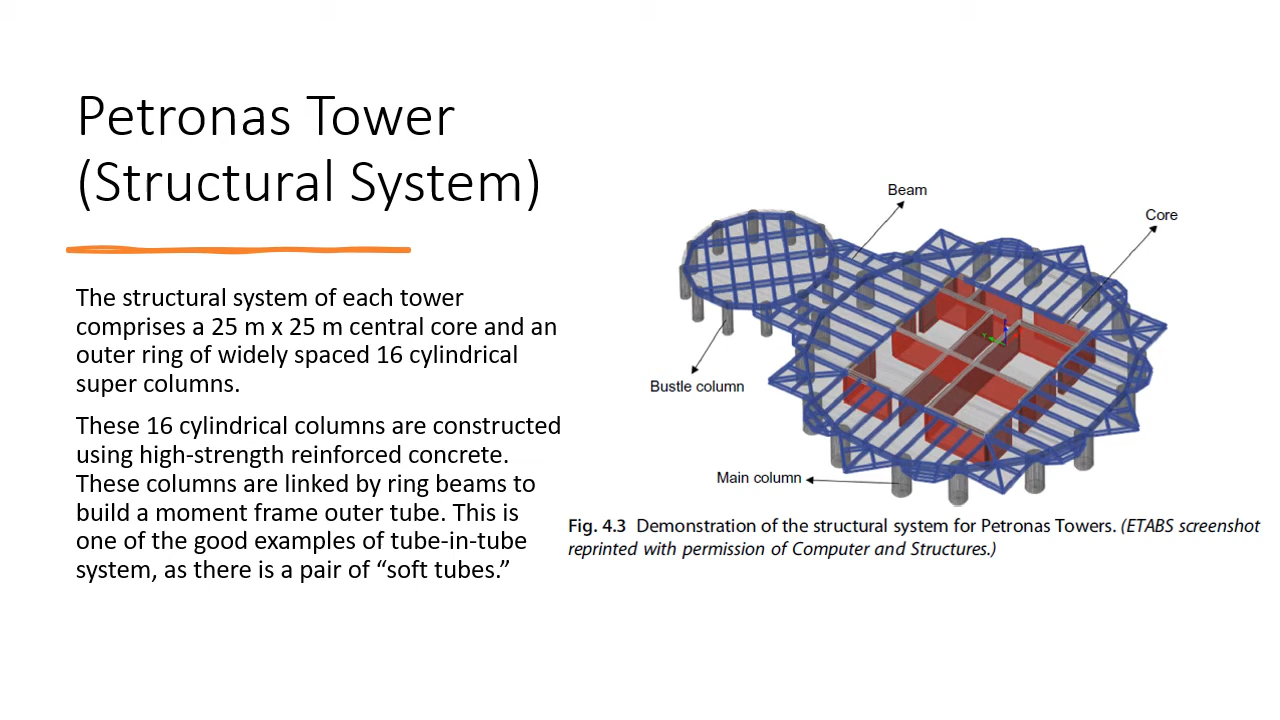 Petronas Tower
(Structural System)
The structural system of each tower
comprises a 25 m x 25 m central core and an
outer ring of widely spaced 16 cylindrical
super columns.
These 16 cylindrical columns are constructed
using high-strength reinforced concrete.
These columns are linked by ring beams to
build a moment frame outer tube. This is
one of the good examples of tube-in-tube
system, as there is a pair of “soft tubes.”
Beam
Core
Bustle column
Main column
Fig. 4.3 Demonstration of the structural system for Petronas Towers. (ETABS screenshot
reprinted with permission of Computer and Structures.)